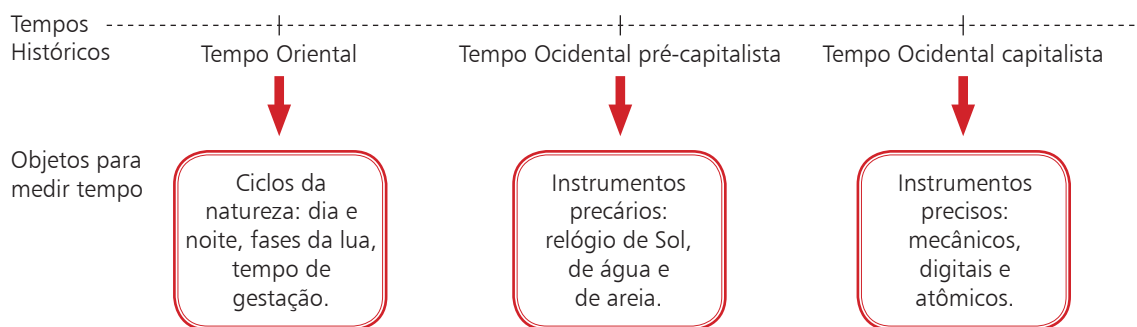 Tempos
Históricos
Tempo Oriental
Tempo Ocidental pré-capitalista
Tempo Ocidental capitalista
Objetos para
medir tempo
Ciclos da
natureza: dia e
noite, fases da lua,
tempo de
gestação.
Instrumentos
precários:
relógio de Sol,
de água e
de areia.
Instrumentos
precisos:
mecânicos,
digitais e
atômicos.